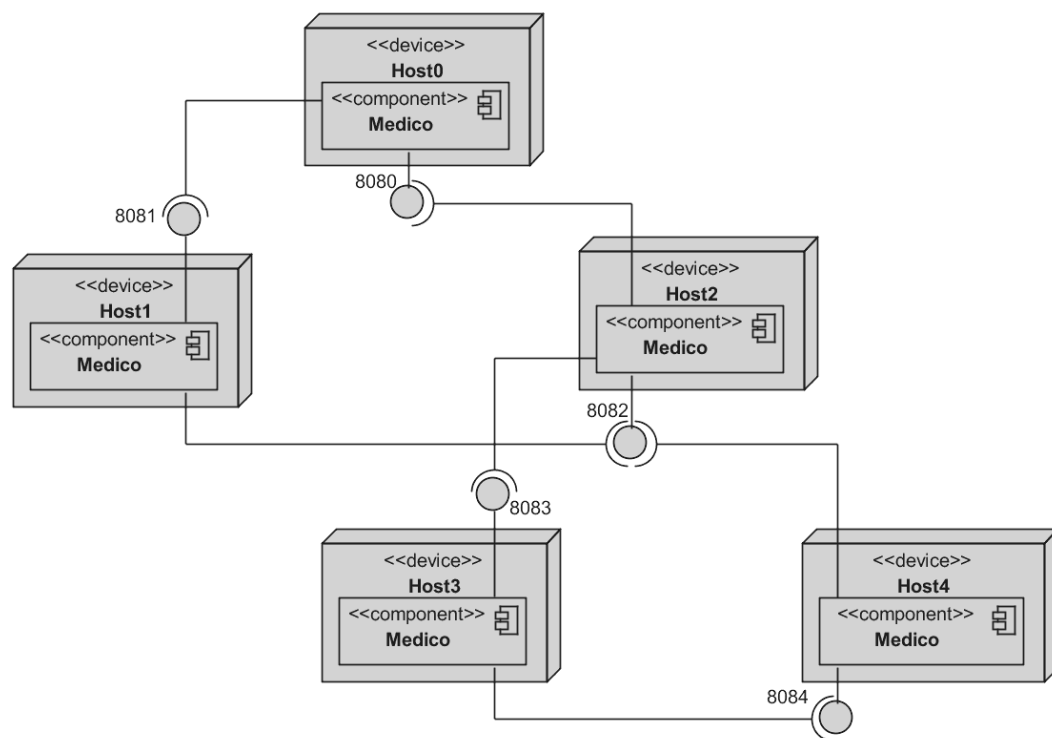 <<device>>
Host0
<<component>>
Medico
8080
8081
<<device>>
Host1
<<component>>
Medico
<<device>>
Host2
<<component>>
Medico
8082
8083
<<device>>
Host3
<<component>>
Medico
<<device>>
Host4
<<component>>
Medico
8084